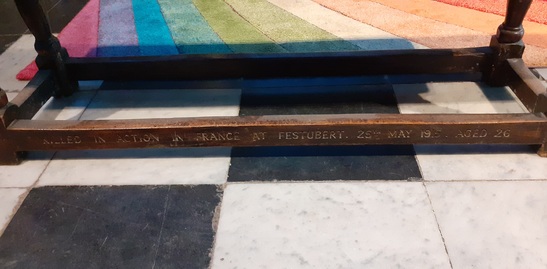 KILLED IN ACTION IN FRANCE AT FESTUBERT. 25TH MAY 1915. AGED 26